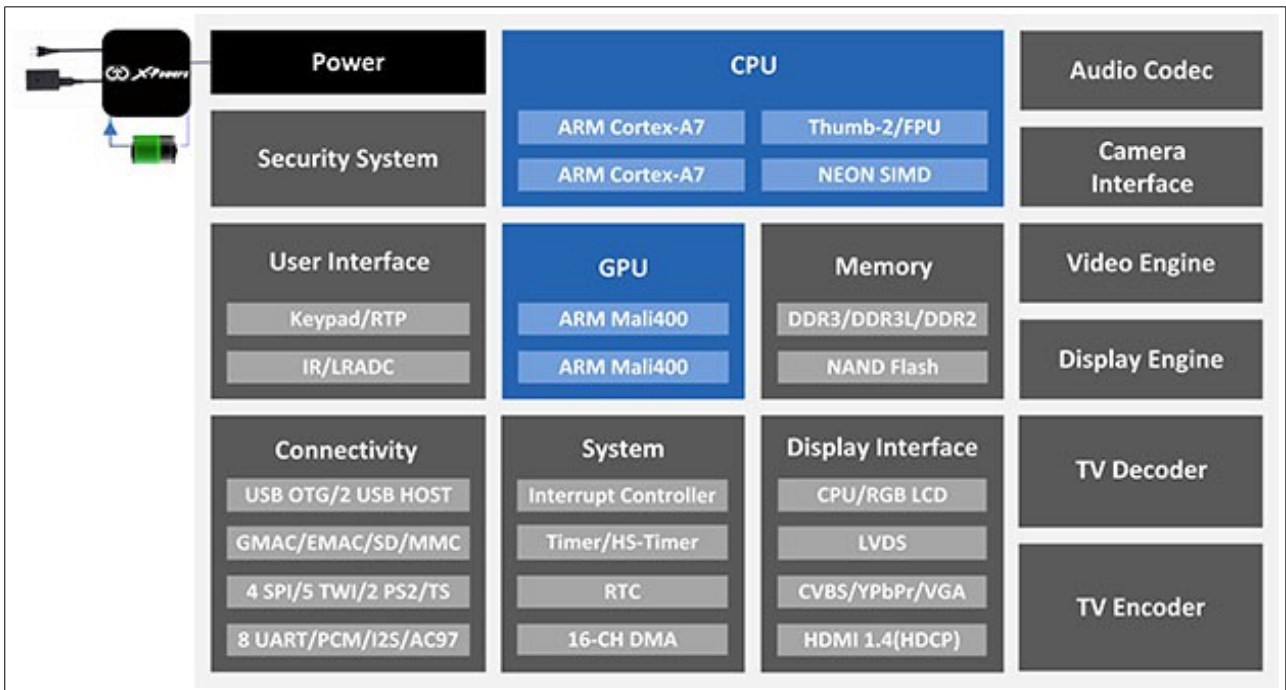 X-Powers
Power
Security System
CPU
ARM Cortex-A7
Thumb-2/FPU
ARM Cortex-A7
NEON SIMD
Audio Codec
Camera
Interface
User Interface
Keypad/RTP
IR/LRADC
GPU
ARM Mali400
ARM Mali400
Memory
DDR3/DDR3L/DDR2
NAND Flash
Video Engine
Display Engine
Connectivity
USB OTG/2 USB HOST
GMAC/EMAC/SD/MMC
4 SPI/5 TWI/2 PS2/TS
8 UART/PCM/I2S/AC97
System
Interrupt Controller
Timer/HS-Timer
RTC
16-CH DMA
Display Interface
CPU/RGB LCD
LVDS
CVBS/YPbPr/VGA
HDMI 1.4(HDCP)
TV Decoder
TV Encoder